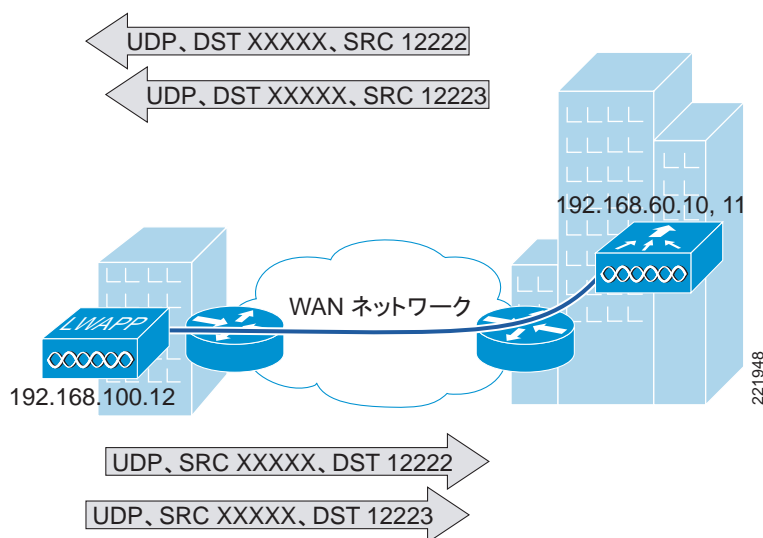 UDP、DST XXXXX、SRC 12222
UDP、DST XXXXX、SRC 12223
192.168.60.10, 11
WAN ネットワーク
LWAPP
192.168.100.12
221948
UDP、SRC XXXXX、DST 12222
UDP、SRC XXXXX、DST 12223